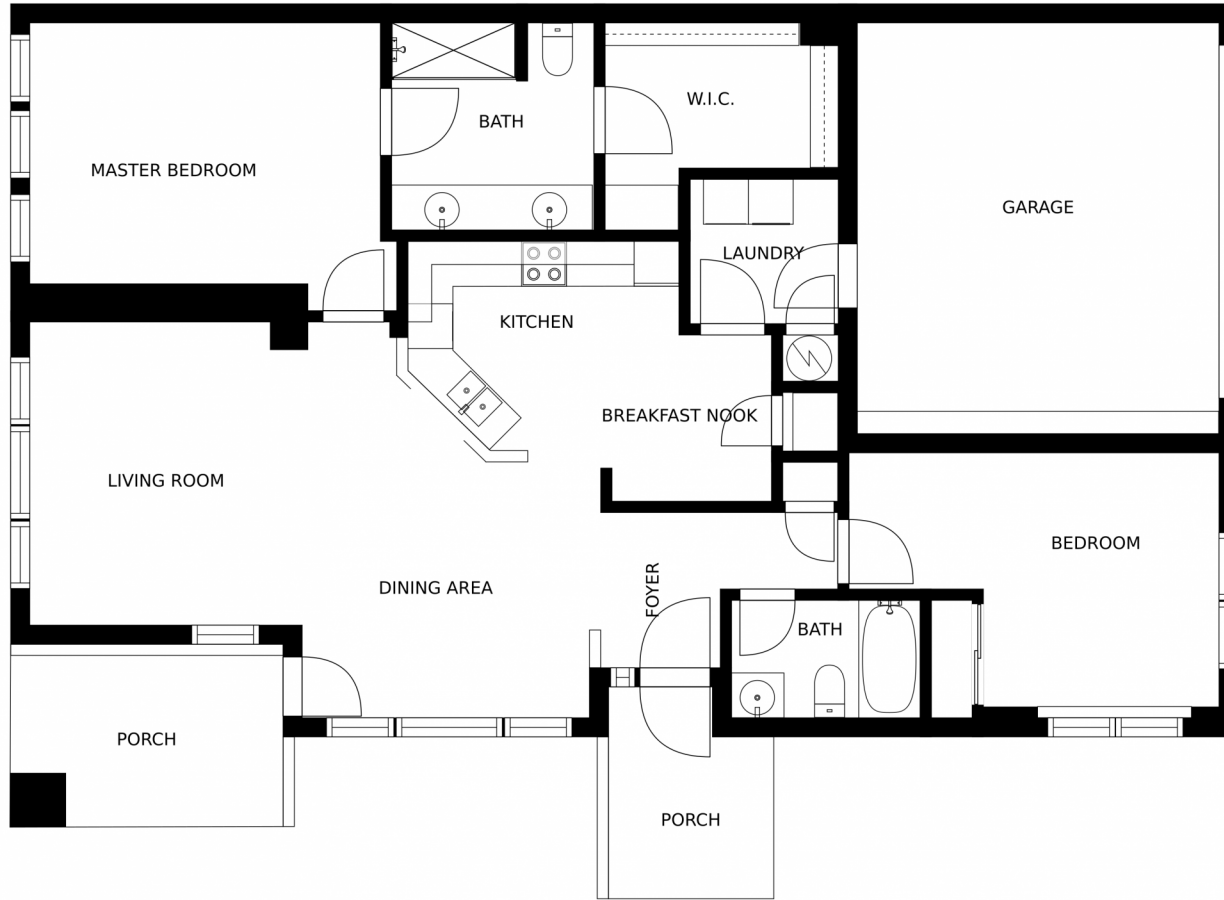 W.I.C.
BATH
MASTER BEDROOM
GARAGE
LAUNDRY
KITCHEN
BREAKFAST NOOK
LIVING ROOM
BEDROOM
DINING AREA
FOYER
BATH
PORCH
PORCH